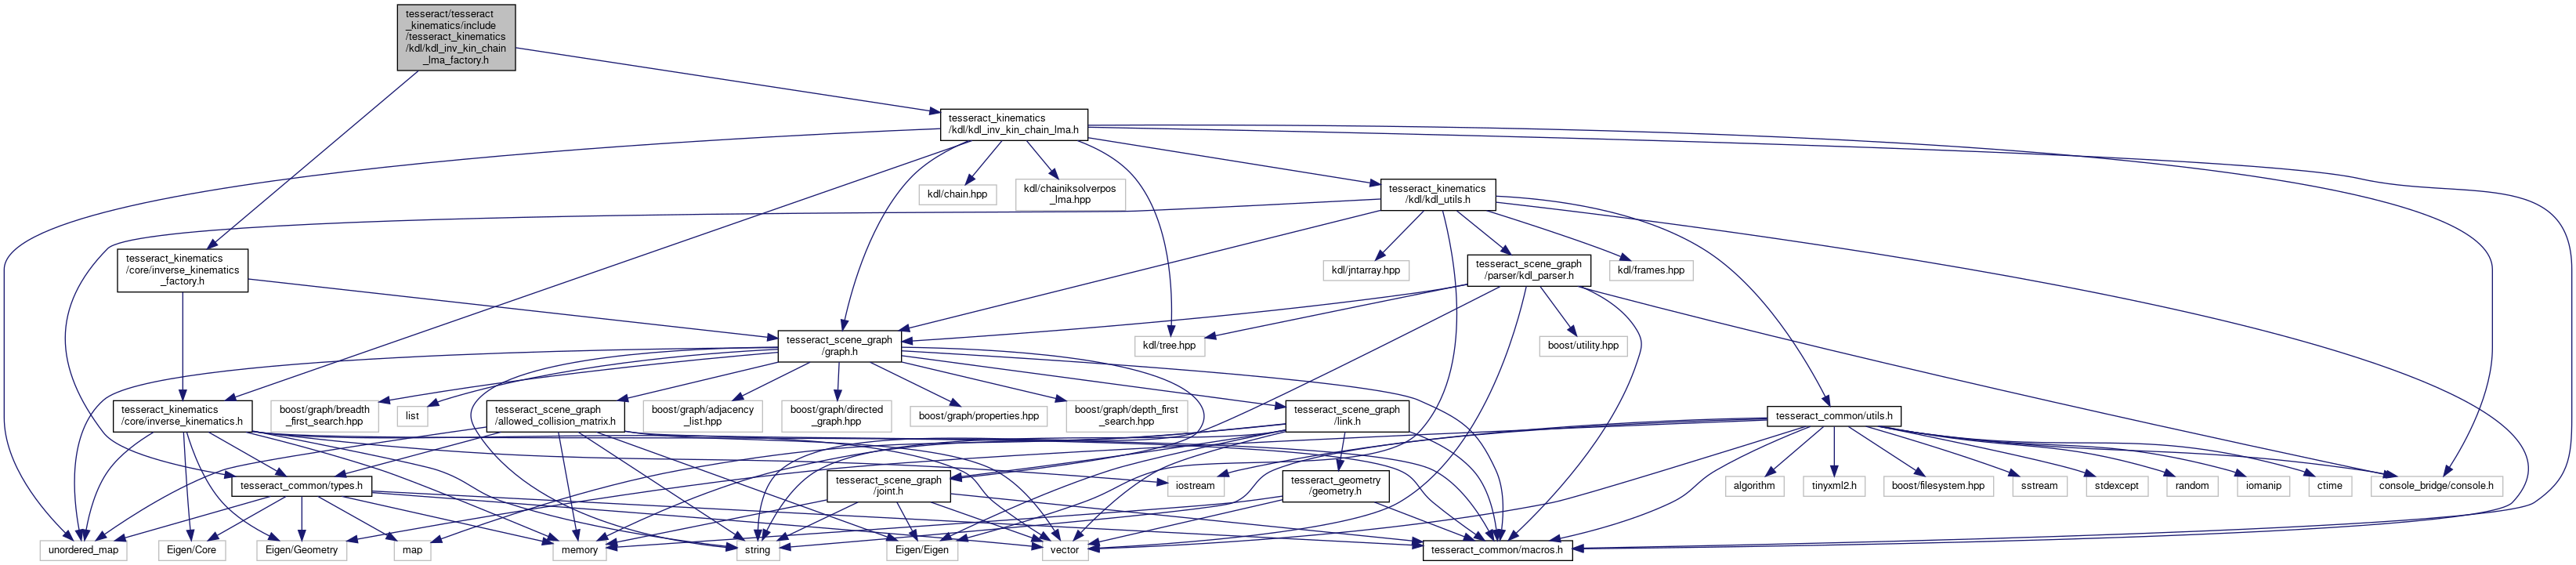 tesseract/tesseract
_kinematics/include
/tesseract_kinematics
/kdl/kdl_inv_kin_chain
_lma_factory.h
tesseract_kinematics
/kdl/kdl_inv_kin_chain_lma.h
kdl/chain.hpp
kdl/chainiksolverpos
_lma.hpp
tesseract_kinematics
/kdl/kdl_utils.h
tesseract_kinematics
/core/inverse_kinematics
_factory.h
kdl/jntarray.hpp
tesseract_scene_graph
/parser/kdl_parser.h
kdl/frames.hpp
tesseract_scene_graph
/graph.h
kdl/tree.hpp
boost/utility.hpp
tesseract_kinematics
/core/inverse_kinematics.h
boost/graph/breadth
_first_search.hpp
list
tesseract_scene_graph
/allowed_collision_matrix.h
boost/graph/adjacency
_list.hpp
boost/graph/directed
_graph.hpp
boost/graph/properties.hpp
boost/graph/depth_first
_search.hpp
tesseract_scene_graph
/link.h
tesseract_common/utils.h
tesseract_common/types.h
tesseract_scene_graph
/joint.h
iostream
tesseract_geometry
/geometry.h
algorithm
tinyxml2.h
boost/filesystem.hpp
sstream
stdexcept
random
iomanip
ctime
console_bridge/console.h
unordered_map
Eigen/Core
Eigen/Geometry
map
memory
string
Eigen/Eigen
vector
tesseract_common/macros.h